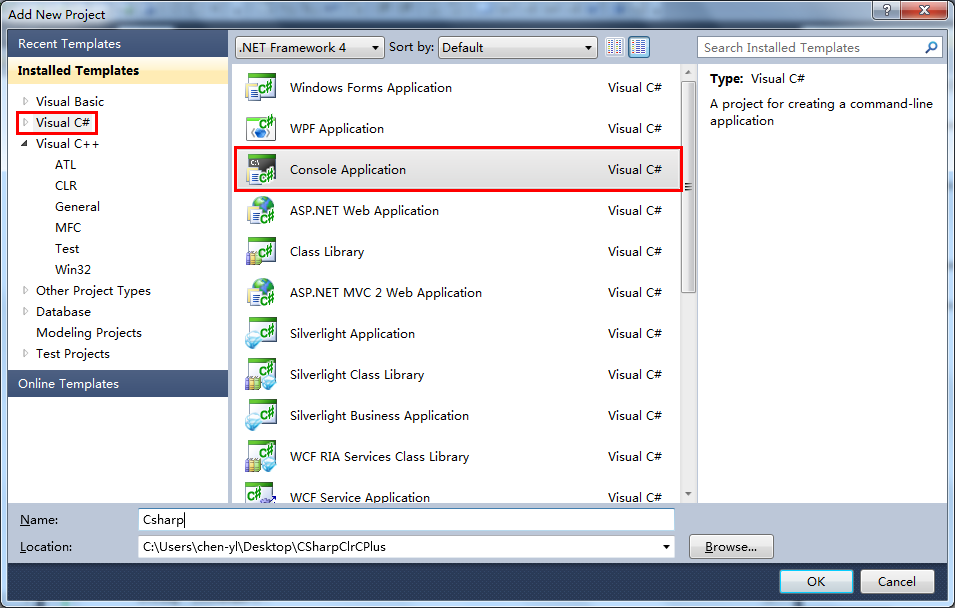 Add New Project
?
Recent Templates
Installed Templates
Visual Basic
Visual C#
Visual C++
ATL
CLR
General
MFC
Test
Win32
Other Project Types
Database
Modeling Projects
Test Projects
Online Templates
.NET Framework 4
Sort by:
Default
Search Installed Templates
Windows Forms Application Visual C#
WPF Application Visual C#
Console Application Visual C#
ASP.NET Web Application Visual C#
Class Library Visual C#
ASP.NET MVC 2 Web Application Visual C#
Silverlight Application Visual C#
Silverlight Class Library Visual C#
Silverlight Business Application Visual C#
WCF RIA Services Class Library Visual C#
WCF Service Application Visual C#
Type: Visual C#
A project for creating a command-line
application
Name: Csharp
Location: C:\Users\chen-yl\Desktop\CSharpClrCPlus
Browse...
OK
Cancel